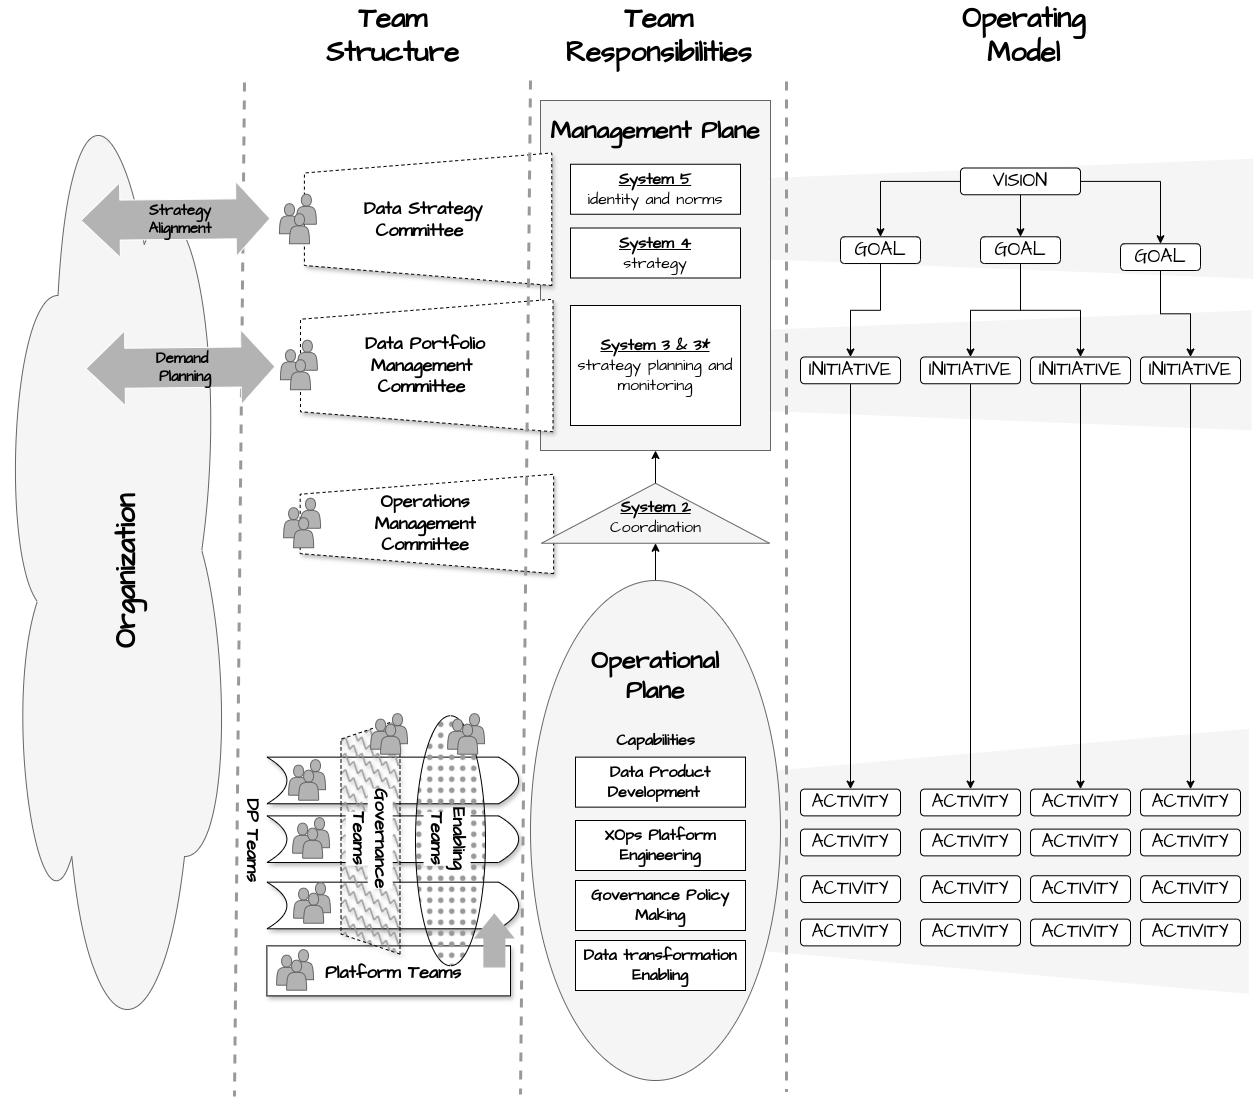 Team
Structure
Team
Responsibilities
Operating
Model
Organization
Strategy
Alignment
Demand
Planning
Data Strategy
Committee
Data Portfolio
Management
Committee
Operations
Management
Committee
DP Teams
Governance
Teams
Enabling
Teams
Platform Teams
Management Plane
System 5
identity and norms
System 4
strategy
System 3 & 3*
strategy planning and
monitoring
System 2
Coordination
Operational
Plane
Capabilities
Data Product
Development
XOps Platform
Engineering
Governance Policy
Making
Data transformation
Enabling
VISION
GOAL GOAL GOAL
INITIATIVE INITIATIVE INITIATIVE INITIATIVE
ACTIVITY ACTIVITY ACTIVITY ACTIVITY
ACTIVITY ACTIVITY ACTIVITY ACTIVITY
ACTIVITY ACTIVITY ACTIVITY ACTIVITY
ACTIVITY ACTIVITY ACTIVITY ACTIVITY